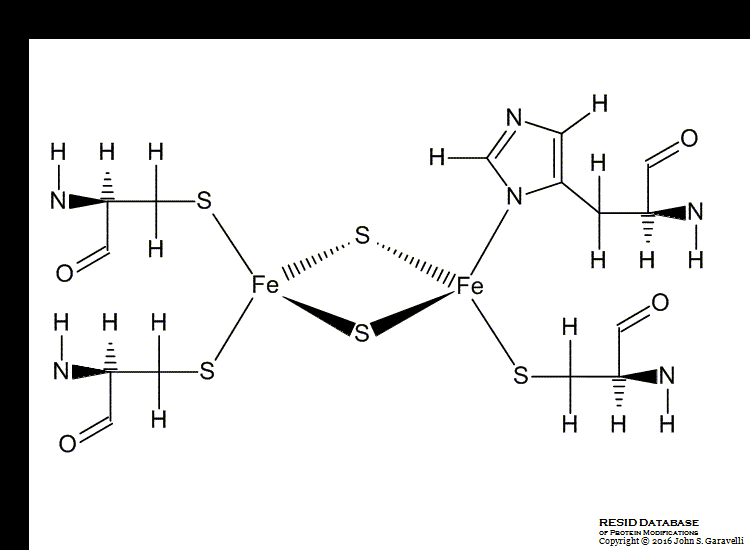 N H
H O
H H H H
N S N H
H S N
O H H H H
Fe Fe
H H H S O
H
N S S N
H H H H
O
RESID DATABASE
OF PROTEIN MODIFICATIONS
Copyright © 2016 John S. Garavelli